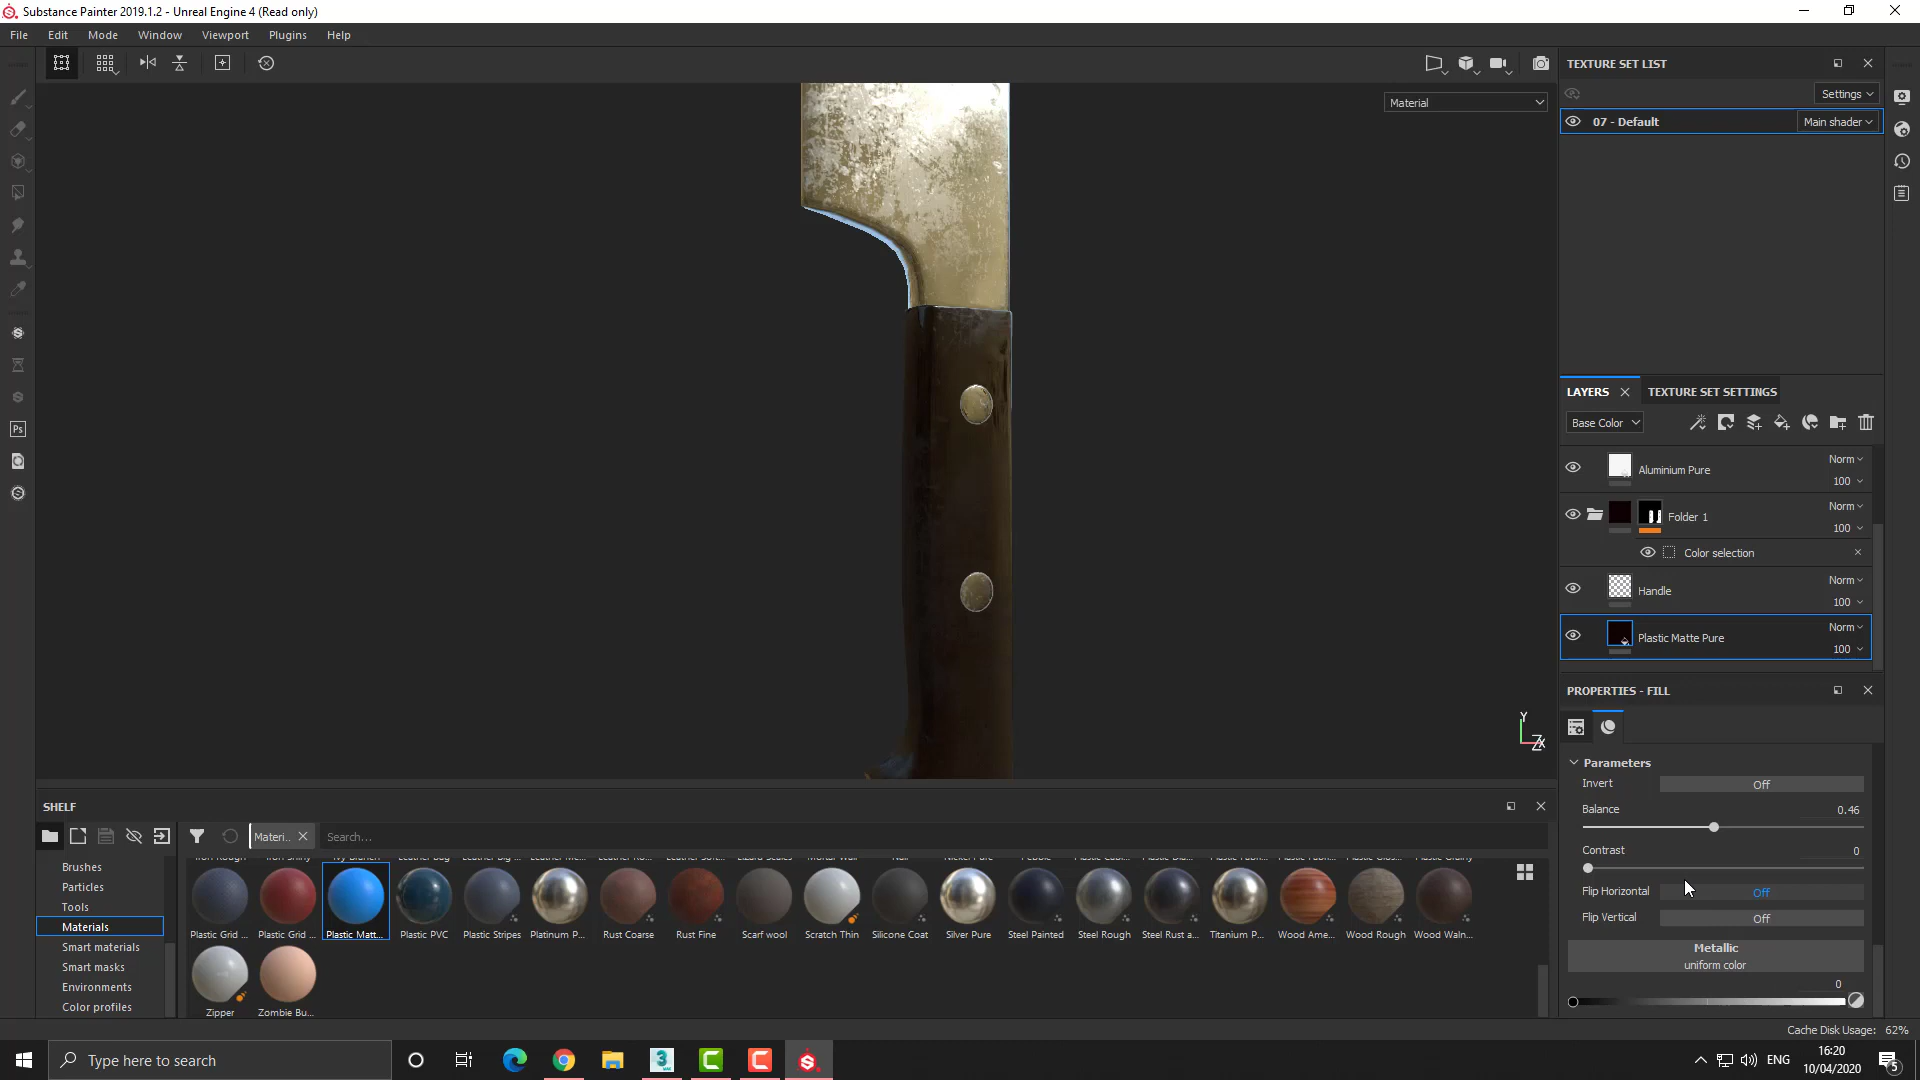 Substance Painter 2019.1.2 - Unreal Engine 4 (Read only)
File Edit Mode Window Viewport Plugins Help
Material
TEXTURE SET LIST
Settings
07 - Default
Main shader
LAYERS
TEXTURE SET SETTINGS
Base Color
Norm
Aluminium Pure
100
Norm
Folder 1
100
Color selection
Norm
Handle
100
Norm
Plastic Matte Pure
100
PROPERTIES - FILL
Parameters
Invert Off
Balance 0.46
Contrast 0
Flip Horizontal Off
Flip Vertical Off
Metallic
uniform color
0
Y
SHELF
Materi...
Search...
Brushes
Particles
Tools
Materials
Smart materials
Smart masks
Environments
Color profiles
Plastic Grid ... Plastic Grid ... Plastic Matt... Plastic PVC Plastic Stripes Platinum P... Rust Coarse Rust Fine Scarf wool Scratch Thin Silicone Coat Silver Pure Steel Painted Steel Rough Steel Rust a... Titanium P... Wood Ame... Wood Rough Wood Waln...
Zipper Zombie Bu...
Cache Disk Usage: 62%
Type here to search
Ps
3
ENG
16:20
10/04/2020
5